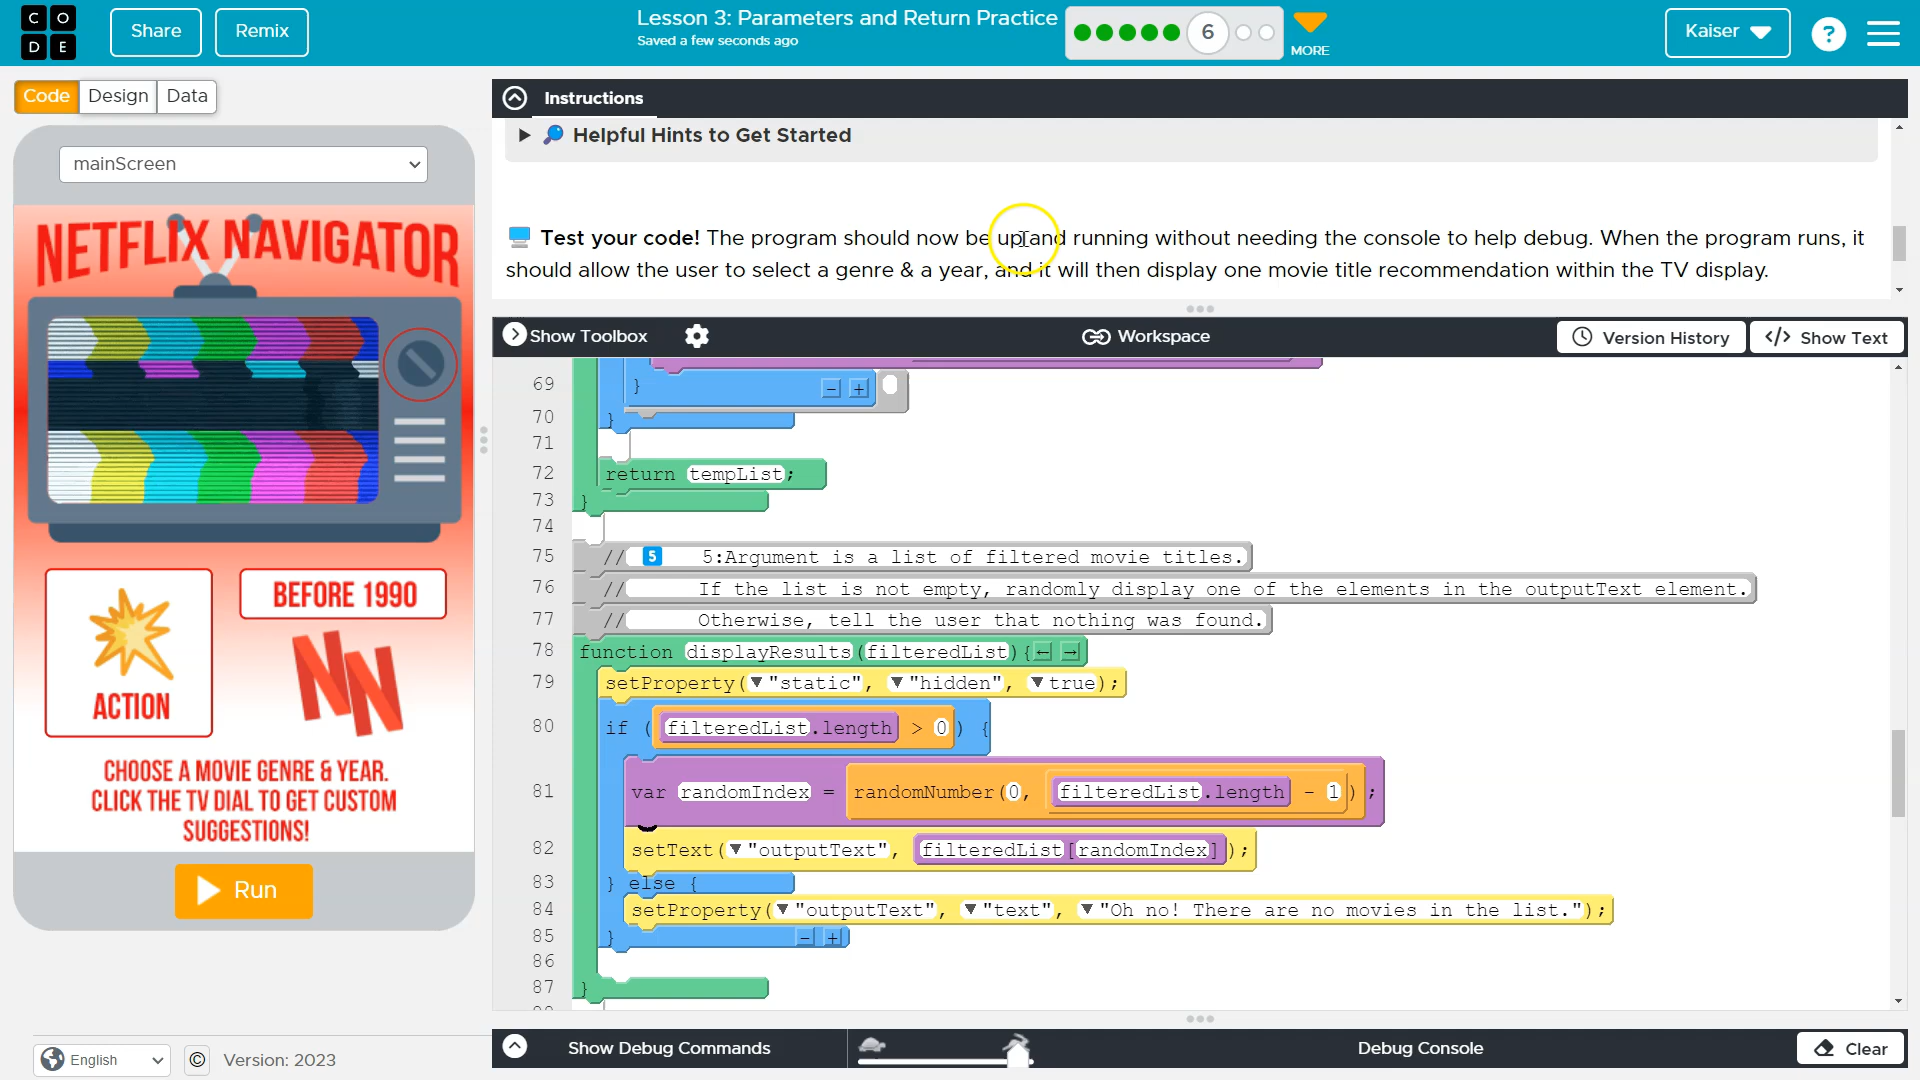 C O
D E
Share
Remix
Lesson 3: Parameters and Return Practice
Saved a few seconds ago
6
MORE
Kaiser
?
Code
Design
Data
mainScreen
NETFLIX NAVIGATOR
ACTION
BEFORE 1990
NN
CHOOSE A MOVIE GENRE & YEAR.
CLICK THE TV DIAL TO GET CUSTOM
SUGGESTIONS!
Run
English
©
Version: 2023
Instructions
Helpful Hints to Get Started
Test your code! The program should now be up and running without needing the console to help debug. When the program runs, it
should allow the user to select a genre & a year, and it will then display one movie title recommendation within the TV display.
Show Toolbox
Workspace
Version History
</> Show Text
69 } - +
70 }
71
72 return tempList;
73 }
74
75 // 5 5:Argument is a list of filtered movie titles.
76 // If the list is not empty, randomly display one of the elements in the outputText element.
77 // Otherwise, tell the user that nothing was found.
78 function displayResults(filteredList){ ← →
79 setProperty(▼"static", ▼"hidden", ▼true);
80 if (filteredList.length > 0) {
81 var randomIndex = randomNumber(0, filteredList.length - 1);
82 setText(▼"outputText", filteredList[randomIndex]);
83 } else {
84 setProperty(▼"outputText", ▼"text", ▼"Oh no! There are no movies in the list.");
85 } - +
86
87 }
Show Debug Commands
Debug Console
Clear